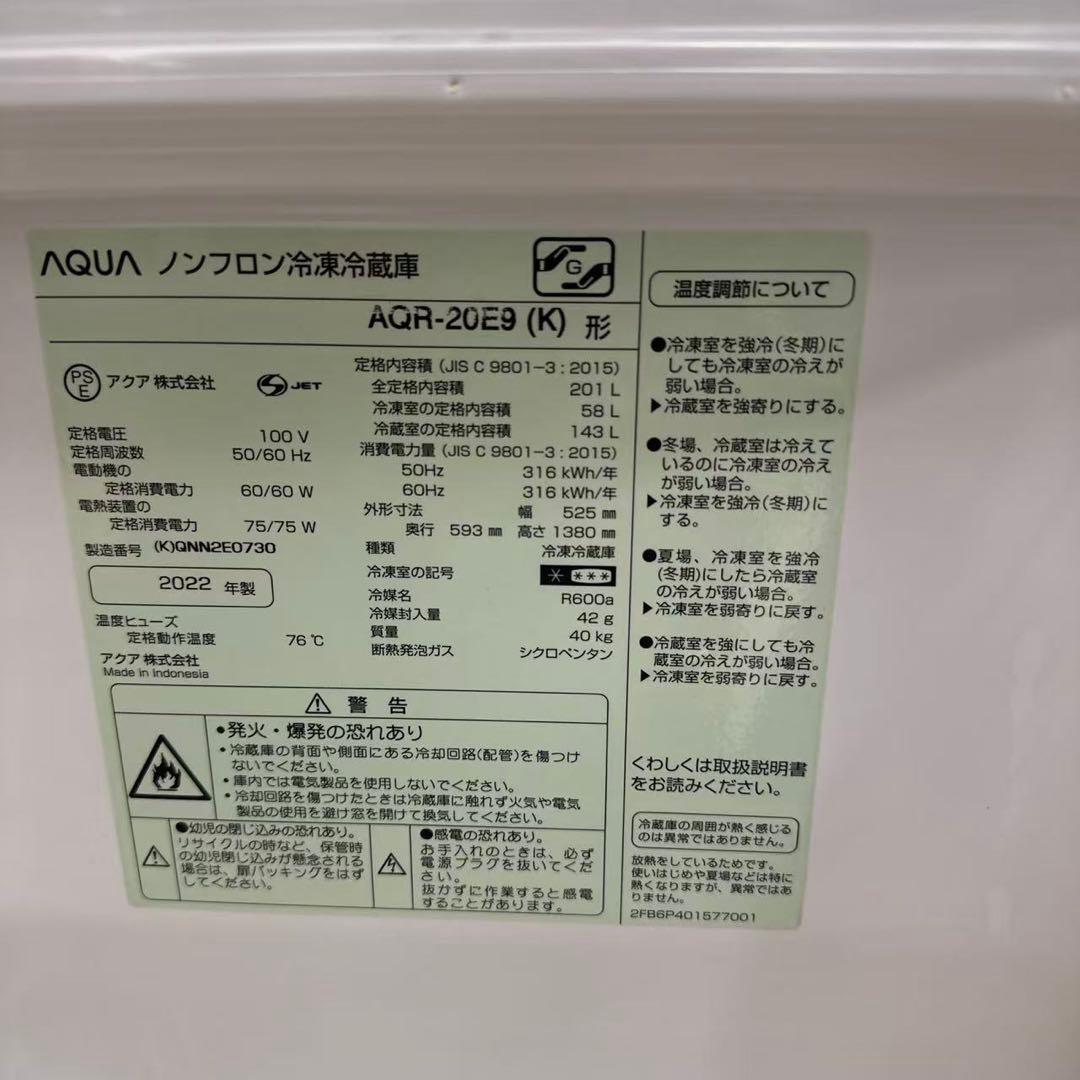 AQUA ノンフロン冷凍冷蔵庫
G
AQR-20E9 (K) 形
PS
E
アクア 株式会社
JET
定格電圧 100 V
定格周波数 50/60 Hz
電動機の
定格消費電力 60/60 W
電熱装置の
定格消費電力 75/75 W
製造番号 (K)QNN2E0730
2022 年製
温度ヒューズ
定格動作温度 76 ℃
アクア 株式会社
Made in Indonesia
定格内容積 (JIS C 9801-3 : 2015)
全定格内容積 201 L
冷凍室の定格内容積 58 L
冷蔵室の定格内容積 143 L
消費電力量 (JIS C 9801-3 : 2015)
50Hz 316 kWh/年
60Hz 316 kWh/年
外形寸法 幅 525 ㎜
奥行 593 ㎜ 高さ 1380 ㎜
種類 冷凍冷蔵庫
冷凍室の記号 * ***
冷媒名 R600a
冷媒封入量 42 g
質量 40 kg
断熱発泡ガス シクロペンタン
警告
•発火・爆発の恐れあり
・冷蔵庫の背面や側面にある冷却回路(配管)を傷つけ
ないでください。
・庫内では電気製品を使用しないでください。
・冷却回路を傷つけたときは冷蔵庫に触れず火気や電気
製品の使用を避け窓を開けて換気してください。
●幼児の閉じ込みの恐れあり。
リサイクルの時など、保管時
の幼児閉じ込みが懸念される
場合は、扉パッキングをはず
してください。
●感電の恐れあり。
お手入れのときは、必ず
電源プラグを抜いてくだ
さい。
抜かずに作業すると感電
することがあります。
温度調節について
●冷凍室を強冷(冬期)に
しても冷凍室の冷えが
弱い場合。
▶冷蔵室を強寄りにする。
●冬場、冷蔵室は冷えて
いるのに冷凍室の冷え
が弱い場合。
▶冷凍室を強冷(冬期)に
する。
●夏場、冷凍室を強冷
(冬期)にしたら冷蔵室
の冷えが弱い場合。
▶冷凍室を弱寄りに戻す。
●冷蔵室を強にしても冷
蔵室の冷えが弱い場合。
▶冷凍室を弱寄りに戻す。
くわしくは取扱説明書
をお読みください。
冷蔵庫の周囲が熱く感じる
のは異常ではありません。
放熱をしているためです。
使いはじめや夏場などは特に
熱くなりますが、異常ではあ
りません。
2FB6P401577001